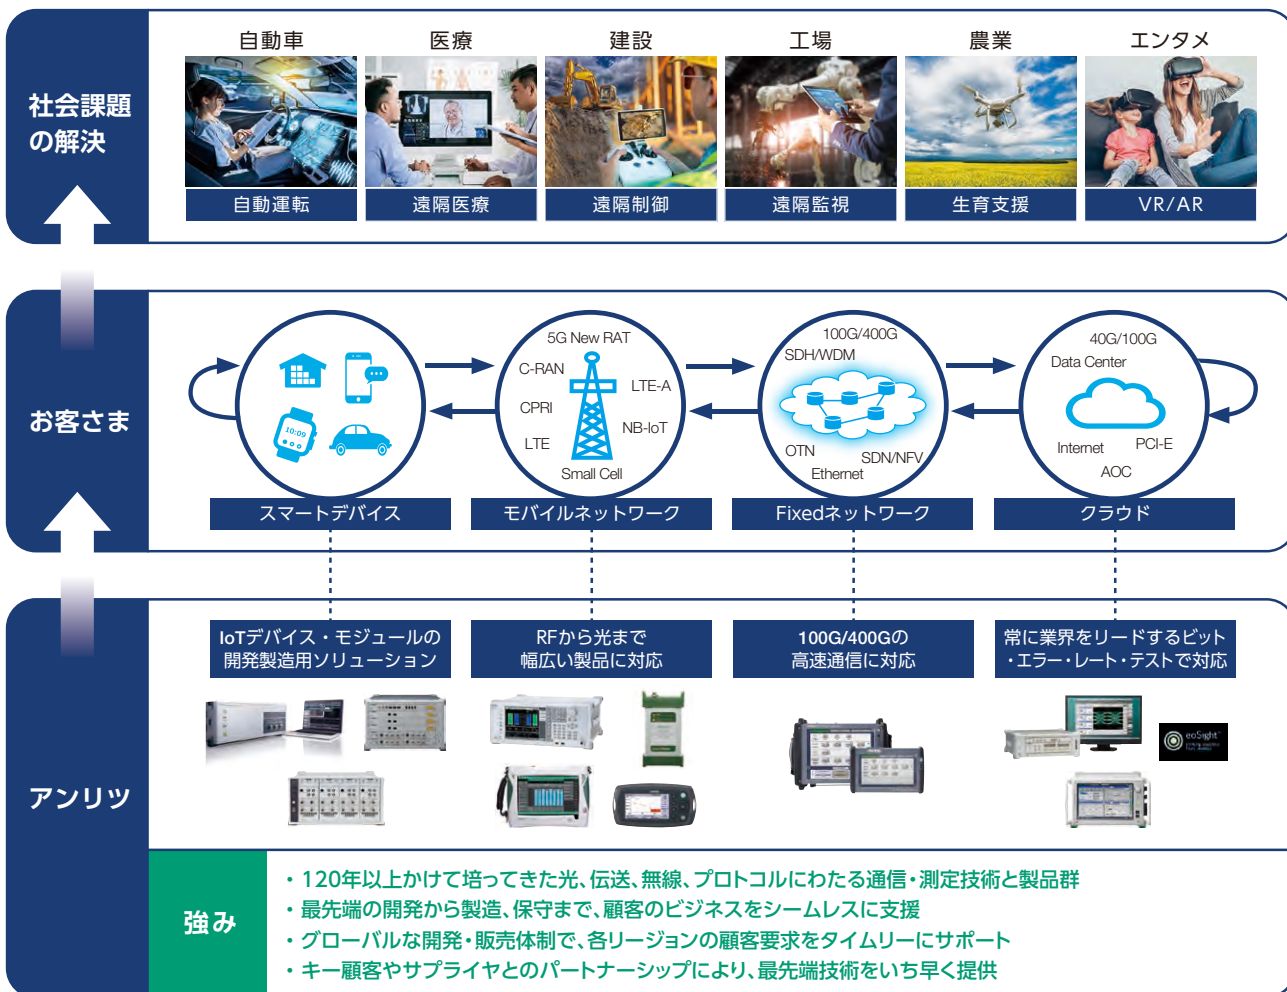 社会課題
の解決
自動車
医療
建設
工場
農業
エンタメ
自動運転
遠隔医療
遠隔制御
遠隔監視
生育支援
VR/AR
お客さま
10:09
スマートデバイス
5G New RAT
C-RAN
LTE-A
CPRI
NB-IoT
LTE
Small Cell
モバイルネットワーク
100G/400G
SDH/WDM
OTN
SDN/NFV
Ethernet
Fixedネットワーク
40G/100G
Data Center
Internet
PCI-E
AOC
クラウド
アンリツ
IoTデバイス・モジュールの
開発製造用ソリューション
RFから光まで
幅広い製品に対応
100G/400Gの
高速通信に対応
常に業界をリードするビット
・エラー・レート・テストで対応
eoSight
強み
・120年以上かけて培ってきた光、伝送、無線、プロトコルにわたる通信・測定技術と製品群
・最先端の開発から製造、保守まで、顧客のビジネスをシームレスに支援
・グローバルな開発・販売体制で、各リージョンの顧客要求をタイムリーにサポート
・キー顧客やサプライヤとのパートナーシップにより、最先端技術をいち早く提供